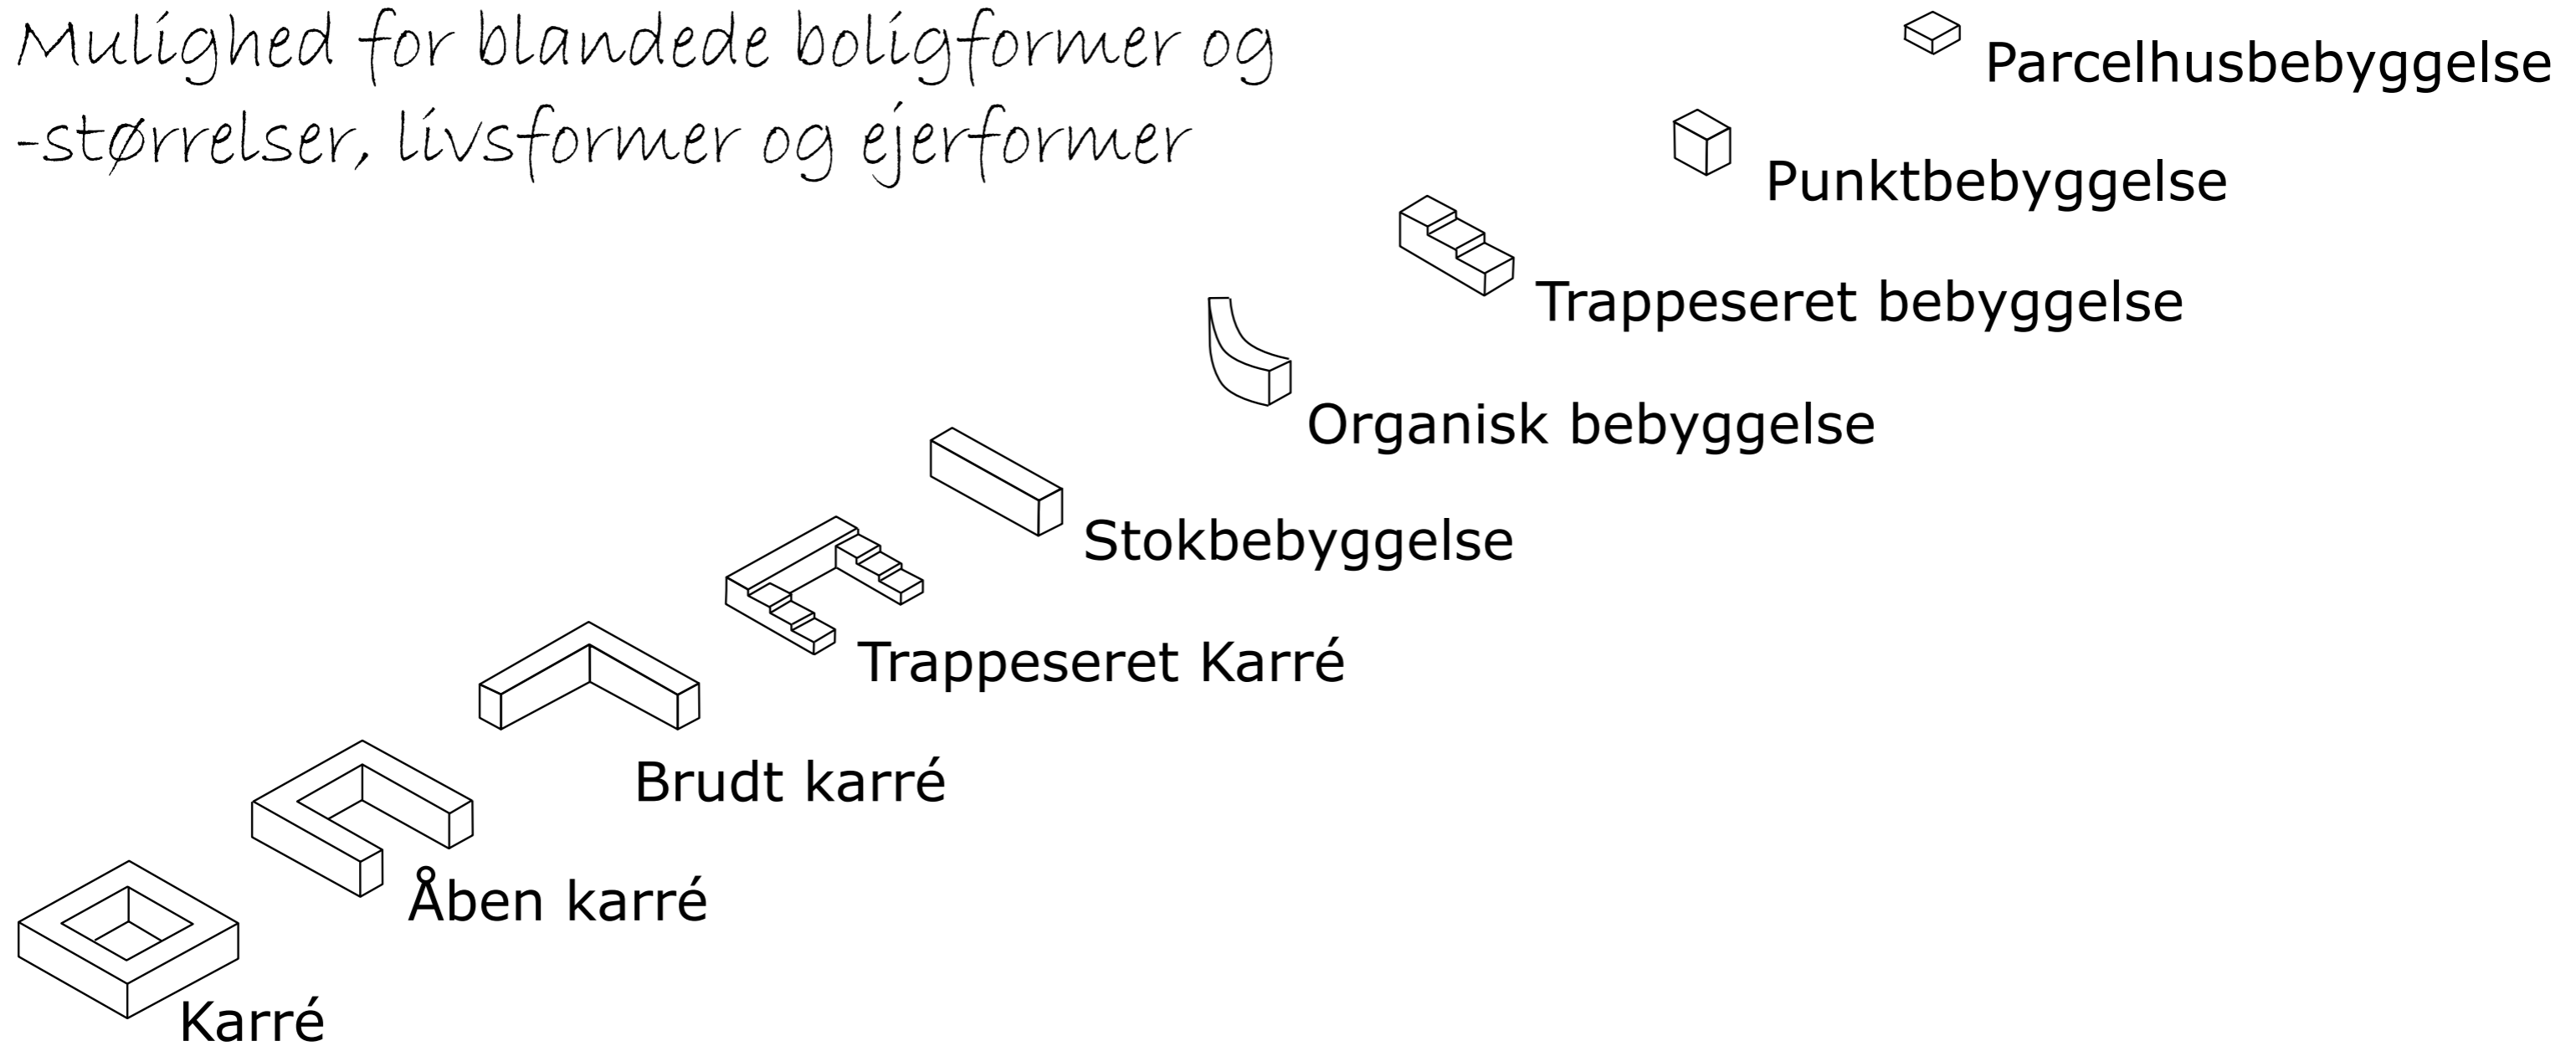 Mulighed for blandede boligformer og
-størrelser, livsformer og ejerformer
Parcelhusbebyggelse
Punktbebyggelse
Trappeseret bebyggelse
Organisk bebyggelse
Stokbebyggelse
Trappeseret Karré
Brudt karré
Åben karré
Karré